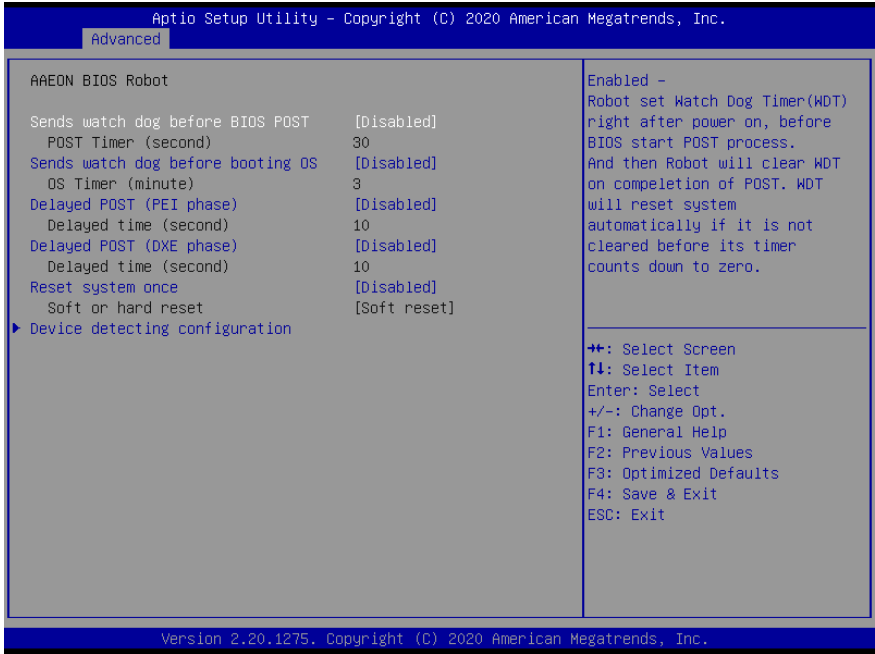 Aptio Setup Utility – Copyright (C) 2020 American Megatrends, Inc.
Advanced
AAEON BIOS Robot
Sends watch dog before BIOS POST [Disabled]
POST Timer (second) 30
Sends watch dog before booting OS [Disabled]
OS Timer (minute) 3
Delayed POST (PEI phase) [Disabled]
Delayed time (second) 10
Delayed POST (DXE phase) [Disabled]
Delayed time (second) 10
Reset system once [Disabled]
Soft or hard reset [Soft reset]
Device detecting configuration
Enabled –
Robot set Watch Dog Timer(WDT)
right after power on, before
BIOS start POST process.
And then Robot will clear WDT
on compeletion of POST. WDT
will reset system
automatically if it is not
cleared before its timer
counts down to zero.
→←: Select Screen
↑↓: Select Item
Enter: Select
+/-: Change Opt.
F1: General Help
F2: Previous Values
F3: Optimized Defaults
F4: Save & Exit
ESC: Exit
Version 2.20.1275. Copyright (C) 2020 American Megatrends, Inc.